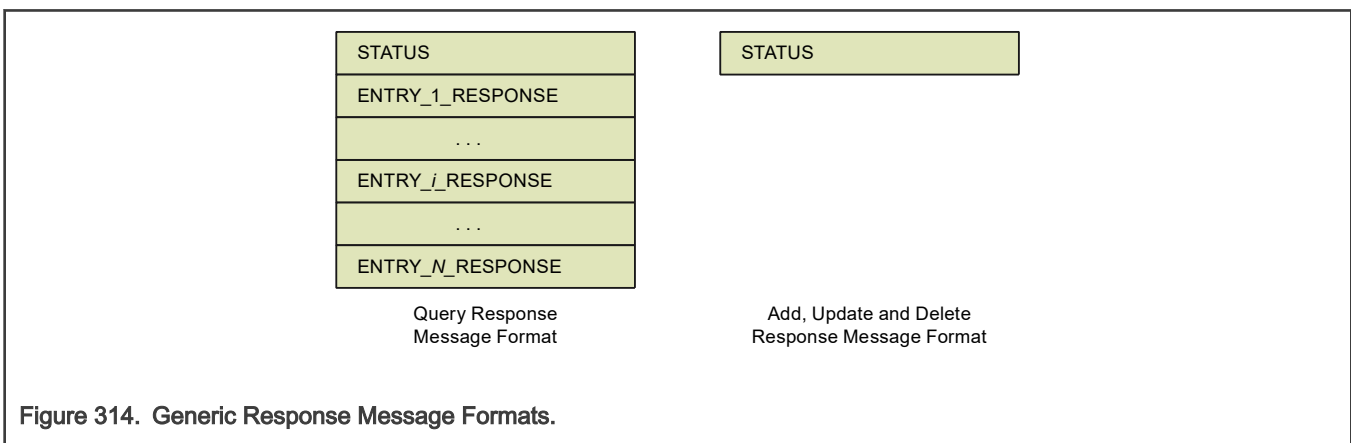 STATUS
ENTRY_1_RESPONSE
. . .
ENTRY_i_RESPONSE
. . .
ENTRY_N_RESPONSE
Query Response
Message Format
STATUS
Add, Update and Delete
Response Message Format
Figure 314. Generic Response Message Formats.